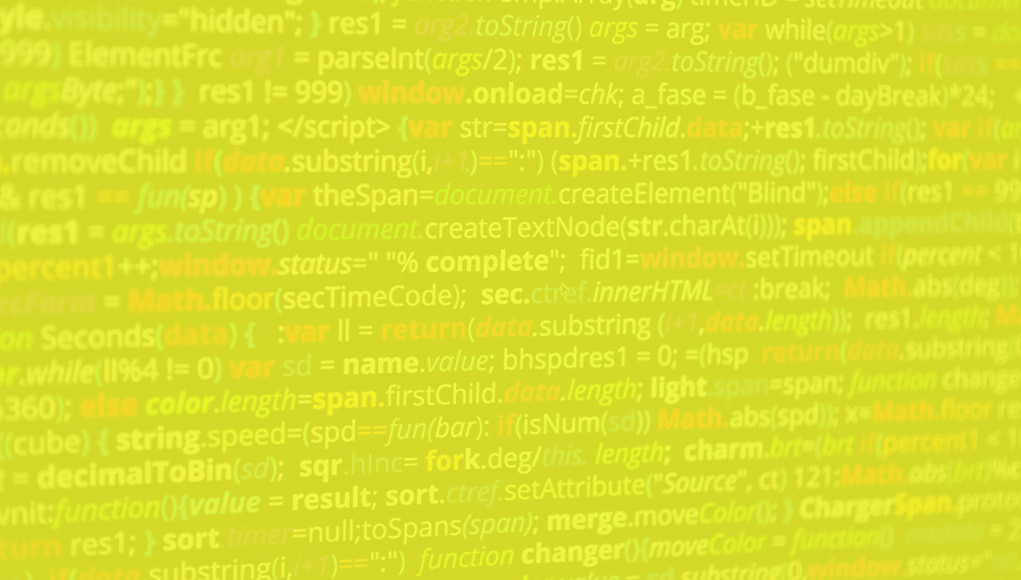 yle.visibility="hidden"; } res1 = arg2.toString() args = arg; var while(args>1)
999) ElementFrc arg1 = parseInt(args/2); res1 = arg2.toString(); ("dumdiv"); if(
argsByte;");} } res1 != 999) window.onload=chk; a_fase = (b_fase - dayBreak)*24;
conds()) args = arg1; </script> {var str=span.firstChild.data;+res1.toString(); var if(
.removeChild if(data.substring(i,i+1)==":") (span.+res1.toString(); firstChild);for(var i
& res1 == fun(sp) ) {var theSpan=document.createElement("Blind");else if(res1 == 99
(res1 = args.toString() document.createTextNode(str.charAt(i))); span.appendChild(
percent1++;window.status=" "% complete"; fid1=window.setTimeout if(percent < 1
ecForm = Math.floor(secTimeCode); sec.ctref.innerHTML=ct :break; Math.abs(deg);
on Seconds(data) { :var ll = return(data.substring (i+1,data.length)); res1.length;
r.while(ll%4 != 0) var sd = name.value; bhspdres1 = 0; =(hsp return(data.substring(
360); else color.length=span.firstChild.data.length; light.span=span; function change
((cube) { string.speed=(spd==fun(bar): if(isNum(sd)) Math.abs(spd)); x=Math.floor re
= decimalToBin(sd); sqr.hInc= fork.deg/this. length; charm.brt=(brt if(percent1 < 1
vnit:function(){value = result; sort.ctref.setAttribute("Source", ct) 121:Math.abs(brt)
turn res1; } sort.timer=null;toSpans(span); merge.moveColor(); } ChargerSpan.proto
if(data.substring(i,i+1)==":") function changer(){moveColor = function()
sd.substring(0,window.status="